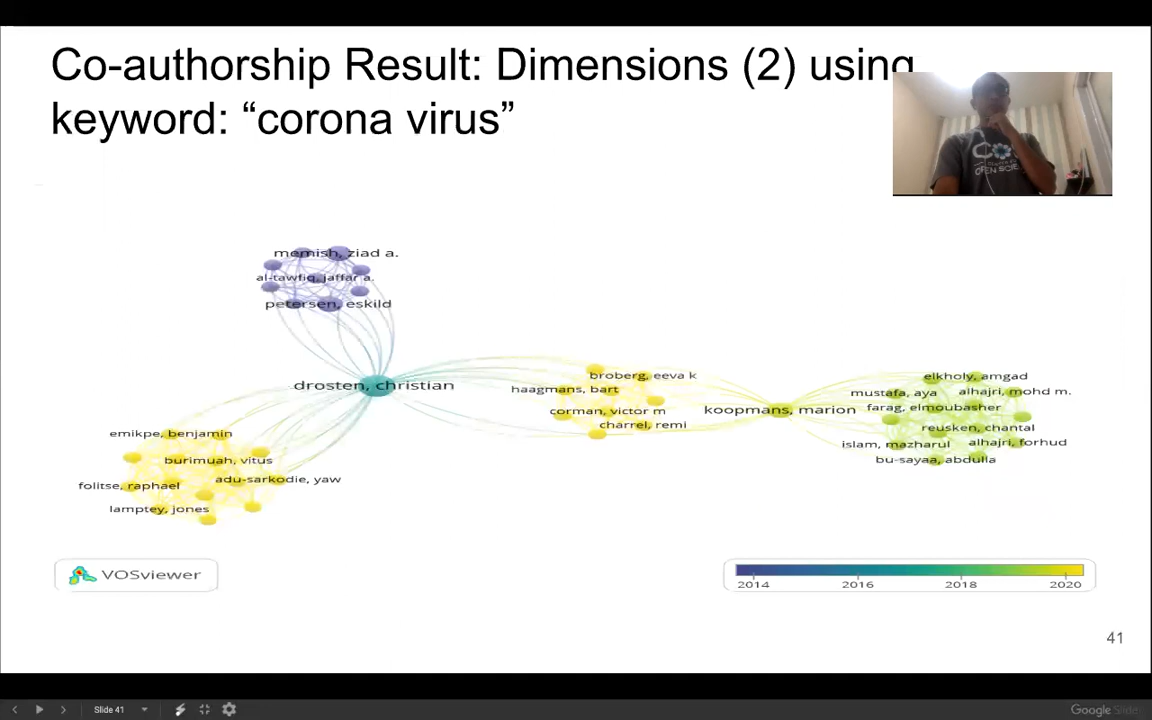 Co-authorship Result: Dimensions (2) using
keyword: “corona virus”
OPEN SCIE
memish, ziad a.
al-tawfiq, jaffar a.
petersen, eskild
drosten, christian
broberg, eeva k
haagmans, bart
corman, victor m
charrel, remi
koopmans, marion
elkholy, amgad
mustafa, aya
alhajri, mohd m.
farag, elmoubasher
reusken, chantal
islam, mazharul
alhajri, forhud
bu-sayaa, abdulla
emikpe, benjamin
burimuah, vitus
folitse, raphael
adu-sarkodie, yaw
lamptey, jones
VOSviewer
2014
2016
2018
2020
41
Slide 41
Google Slides